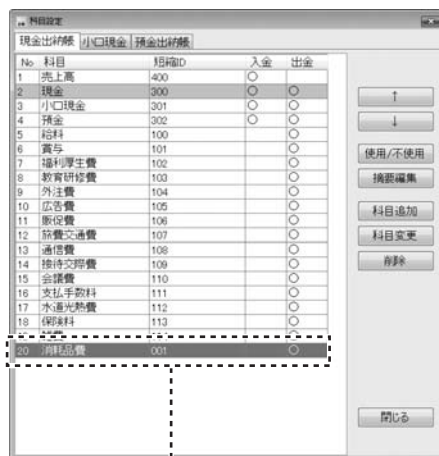 科目設定
現金出納帳 小口現金 預金出納帳
No 科目 短縮ID 入金 出金
1 売上高 400 ○
2 現金 300 ○ ○
3 小口現金 301 ○ ○
4 預金 302 ○ ○
5 給料 100 ○
6 賞与 101 ○
7 福利厚生費 102 ○
8 教育研修費 103 ○
9 外注費 104 ○
10 広告費 105 ○
11 販促費 106 ○
12 旅費交通費 107 ○
13 通信費 108 ○
14 接待交際費 109 ○
15 会議費 110 ○
16 支払手数料 111 ○
17 水道光熱費 112 ○
18 保険料 113 ○
20 消耗品費 001 ○
↑
↓
使用/不使用
摘要編集
科目追加
科目変更
削除
閉じる